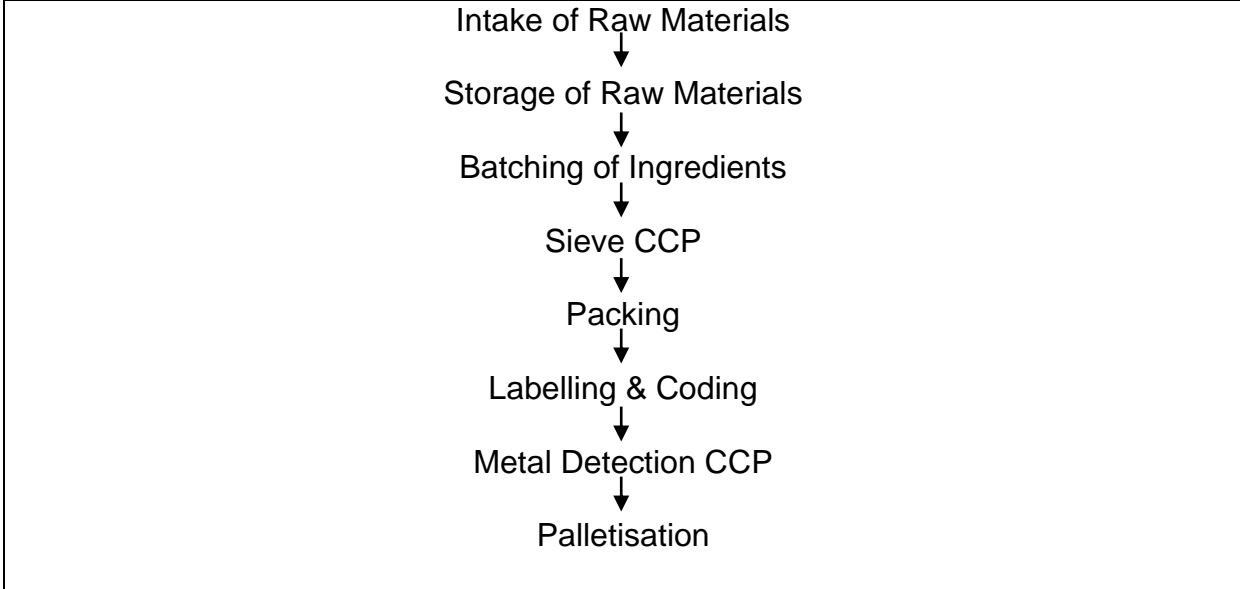 Intake of Raw Materials
Storage of Raw Materials
Batching of Ingredients
Sieve CCP
Packing
Labelling & Coding
Metal Detection CCP
Palletisation